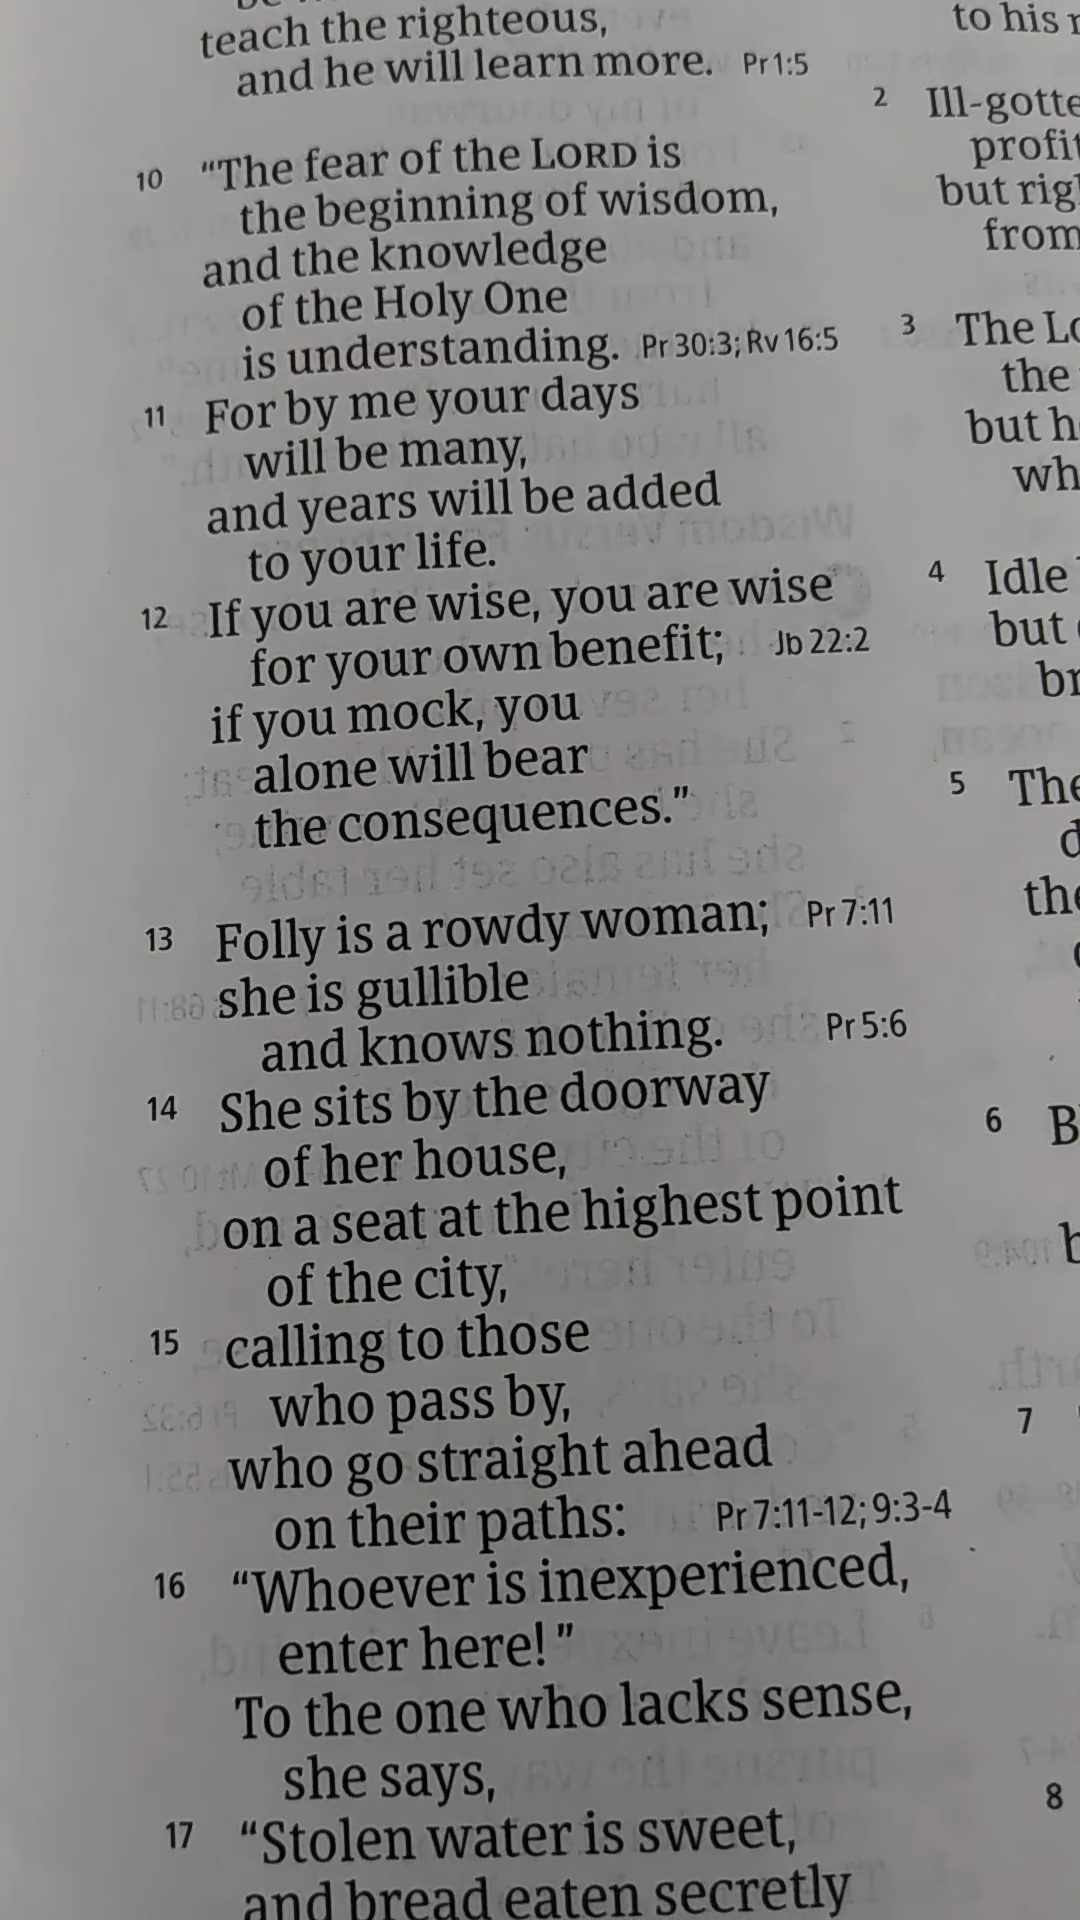 teach the righteous,
and he will learn more. Pr 1:5
10 “The fear of the LORD is
the beginning of wisdom,
and the knowledge
of the Holy One
is understanding. Pr 30:3; Rv 16:5
11 For by me your days
will be many,
and years will be added
to your life.
12 If you are wise, you are wise
for your own benefit; Jb 22:2
if you mock, you
alone will bear
the consequences.”
13 Folly is a rowdy woman; Pr 7:11
she is gullible
and knows nothing. Pr 5:6
14 She sits by the doorway
of her house,
on a seat at the highest point
of the city,
15 calling to those
who pass by,
who go straight ahead
on their paths: Pr 7:11-12; 9:3-4
16 “Whoever is inexperienced,
enter here!”
To the one who lacks sense,
she says,
17 “Stolen water is sweet,
and bread eaten secretly
to his
2 Ill-gotte
profit
but rig
from
3 The Lo
the
but h
wh
4 Idle
but
br
5 The
d
the
6 B
b
7
8